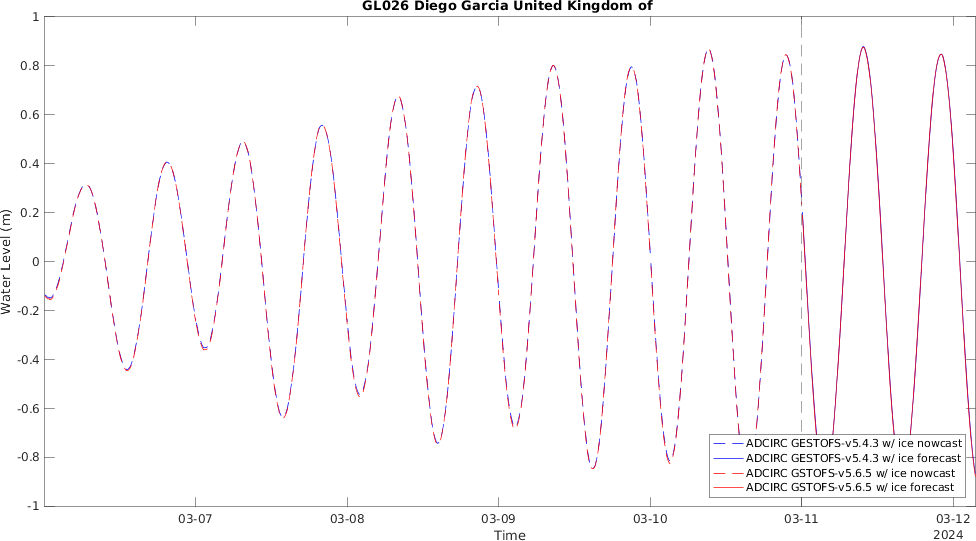 GL026 Diego Garcia United Kingdom of
1
0.8
0.6
0.4
0.2
0
-0.2
-0.4
-0.6
-0.8
-1
Water Level (m)
ADCIRC GESTOFS-v5.4.3 w/ ice nowcast
ADCIRC GESTOFS-v5.4.3 w/ ice forecast
ADCIRC GSTOFS-v5.6.5 w/ ice nowcast
ADCIRC GSTOFS-v5.6.5 w/ ice forecast
03-07 03-08 03-09 03-10 03-11 03-12
2024
Time